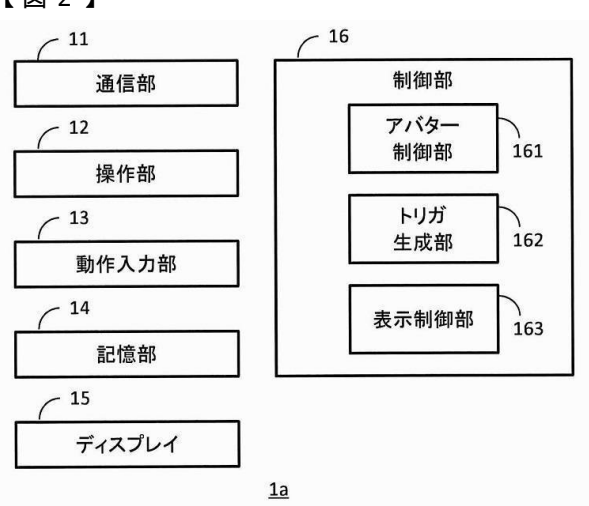 【図2】
11
通信部
12
操作部
13
動作入力部
14
記憶部
15
ディスプレイ
16
制御部
アバター
制御部
161
トリガ
生成部
162
表示制御部
163
1a